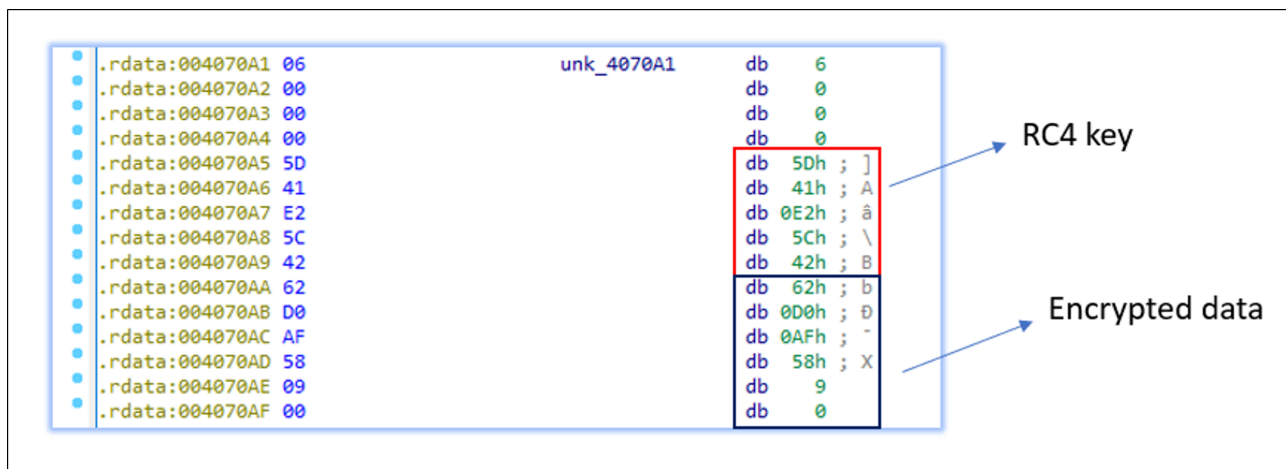 .rdata:004070A1 06 unk_4070A1 db 6
.rdata:004070A2 00 db 0
.rdata:004070A3 00 db 0
.rdata:004070A4 00 db 0
.rdata:004070A5 5D db 5Dh ; ]
.rdata:004070A6 41 db 41h ; A
.rdata:004070A7 E2 db 0E2h ; â
.rdata:004070A8 5C db 5Ch ; \
.rdata:004070A9 42 db 42h ; B
.rdata:004070AA 62 db 62h ; b
.rdata:004070AB D0 db 0D0h ; Đ
.rdata:004070AC AF db 0AFh ; ¯
.rdata:004070AD 58 db 58h ; X
.rdata:004070AE 09 db 9
.rdata:004070AF 00 db 0
RC4 key
Encrypted data